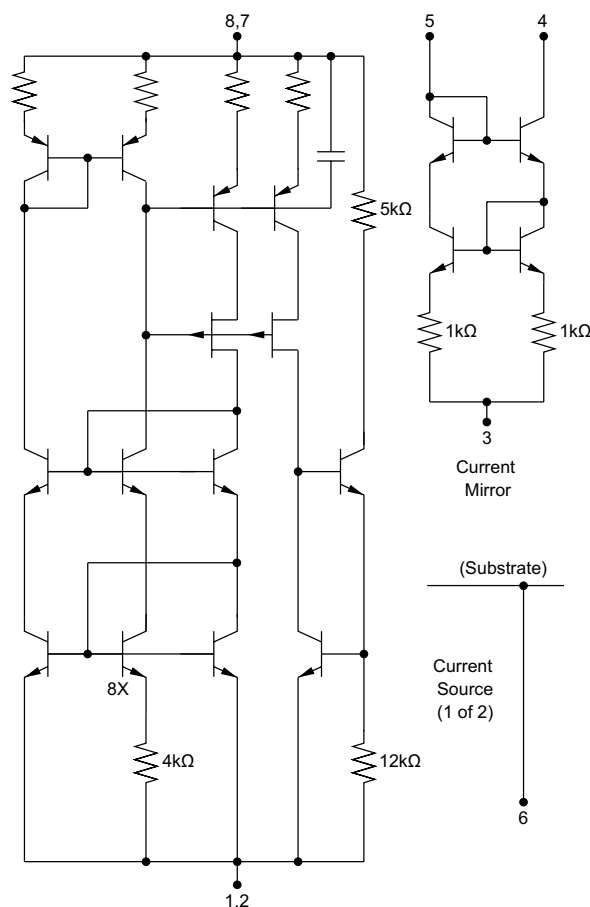 8,7
5
4
5kΩ
1kΩ
1kΩ
3
Current
Mirror
(Substrate)
Current
Source
(1 of 2)
8X
4kΩ
12kΩ
6
1,2